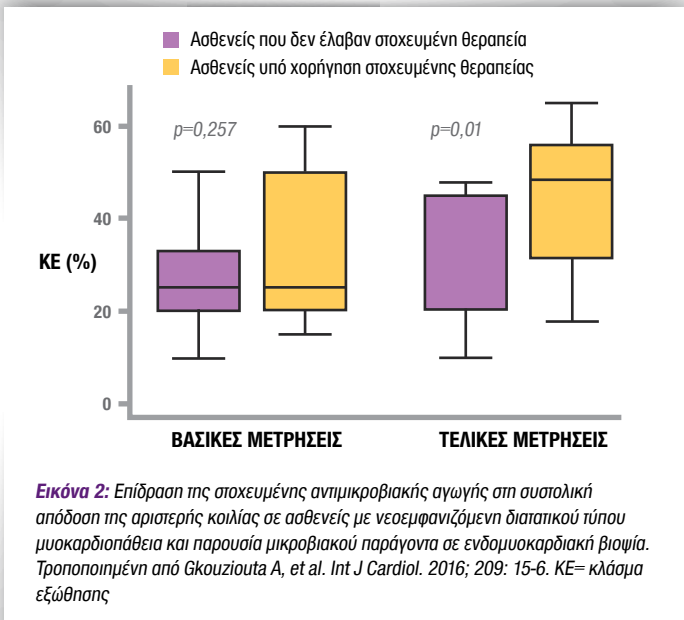 Ασθενείς που δεν έλαβαν στοχευμένη θεραπεία
Ασθενείς υπό χορήγηση στοχευμένης θεραπείας
p=0,257
p=0,01
60
40
ΚΕ (%)
20
0
ΒΑΣΙΚΕΣ ΜΕΤΡΗΣΕΙΣ
ΤΕΛΙΚΕΣ ΜΕΤΡΗΣΕΙΣ
Εικόνα 2: Επίδραση της στοχευμένης αντιμικροβιακής αγωγής στη συστολική
απόδοση της αριστερής κοιλίας σε ασθενείς με νεοεμφανιζόμενη διατατικού τύπου
μυοκαρδιοπάθεια και παρουσία μικροβιακού παράγοντα σε ενδομυοκαρδιακή βιοψία.
Τροποποιημένη από Gkouziouta A, et al. Int J Cardiol. 2016; 209: 15-6. ΚΕ= κλάσμα
εξώθησης